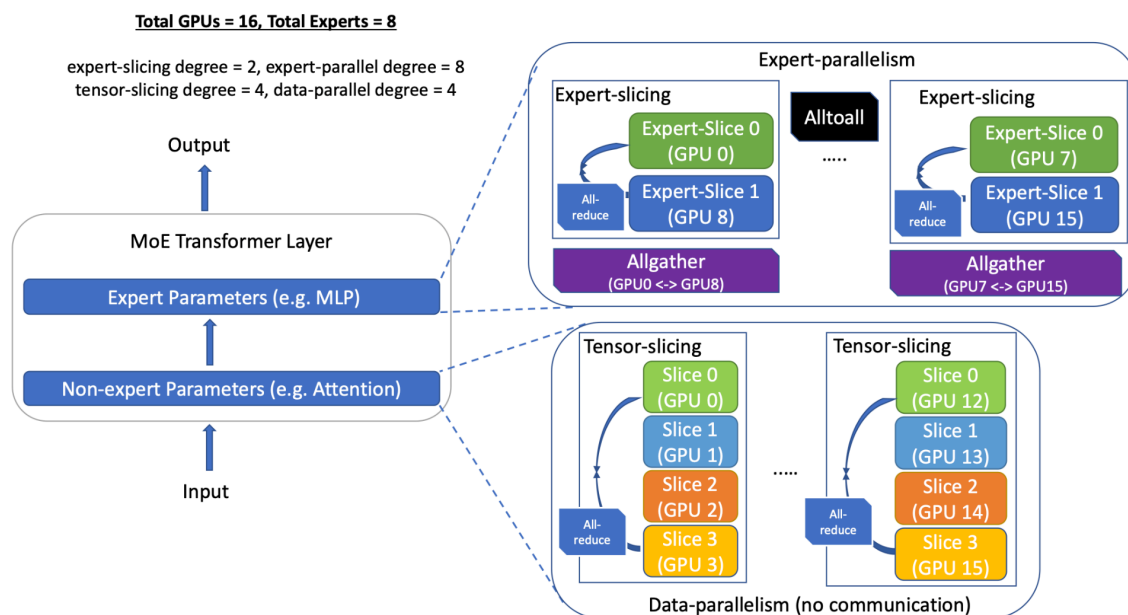 Total GPUs = 16, Total Experts = 8
expert-slicing degree = 2, expert-parallel degree = 8
tensor-slicing degree = 4, data-parallel degree = 4
Output
MoE Transformer Layer
Expert Parameters (e.g. MLP)
Non-expert Parameters (e.g. Attention)
Input
Expert-parallelism
Expert-slicing
Expert-Slice 0
(GPU 0)
Expert-Slice 1
(GPU 8)
All-
reduce
Allgather
(GPU0 <-> GPU8)
Alltoall
.....
Expert-slicing
Expert-Slice 0
(GPU 7)
Expert-Slice 1
(GPU 15)
All-
reduce
Allgather
(GPU7 <-> GPU15)
Tensor-slicing
Slice 0
(GPU 0)
Slice 1
(GPU 1)
Slice 2
(GPU 2)
Slice 3
(GPU 3)
All-
reduce
.....
Tensor-slicing
Slice 0
(GPU 12)
Slice 1
(GPU 13)
Slice 2
(GPU 14)
Slice 3
(GPU 15)
All-
reduce
Data-parallelism (no communication)